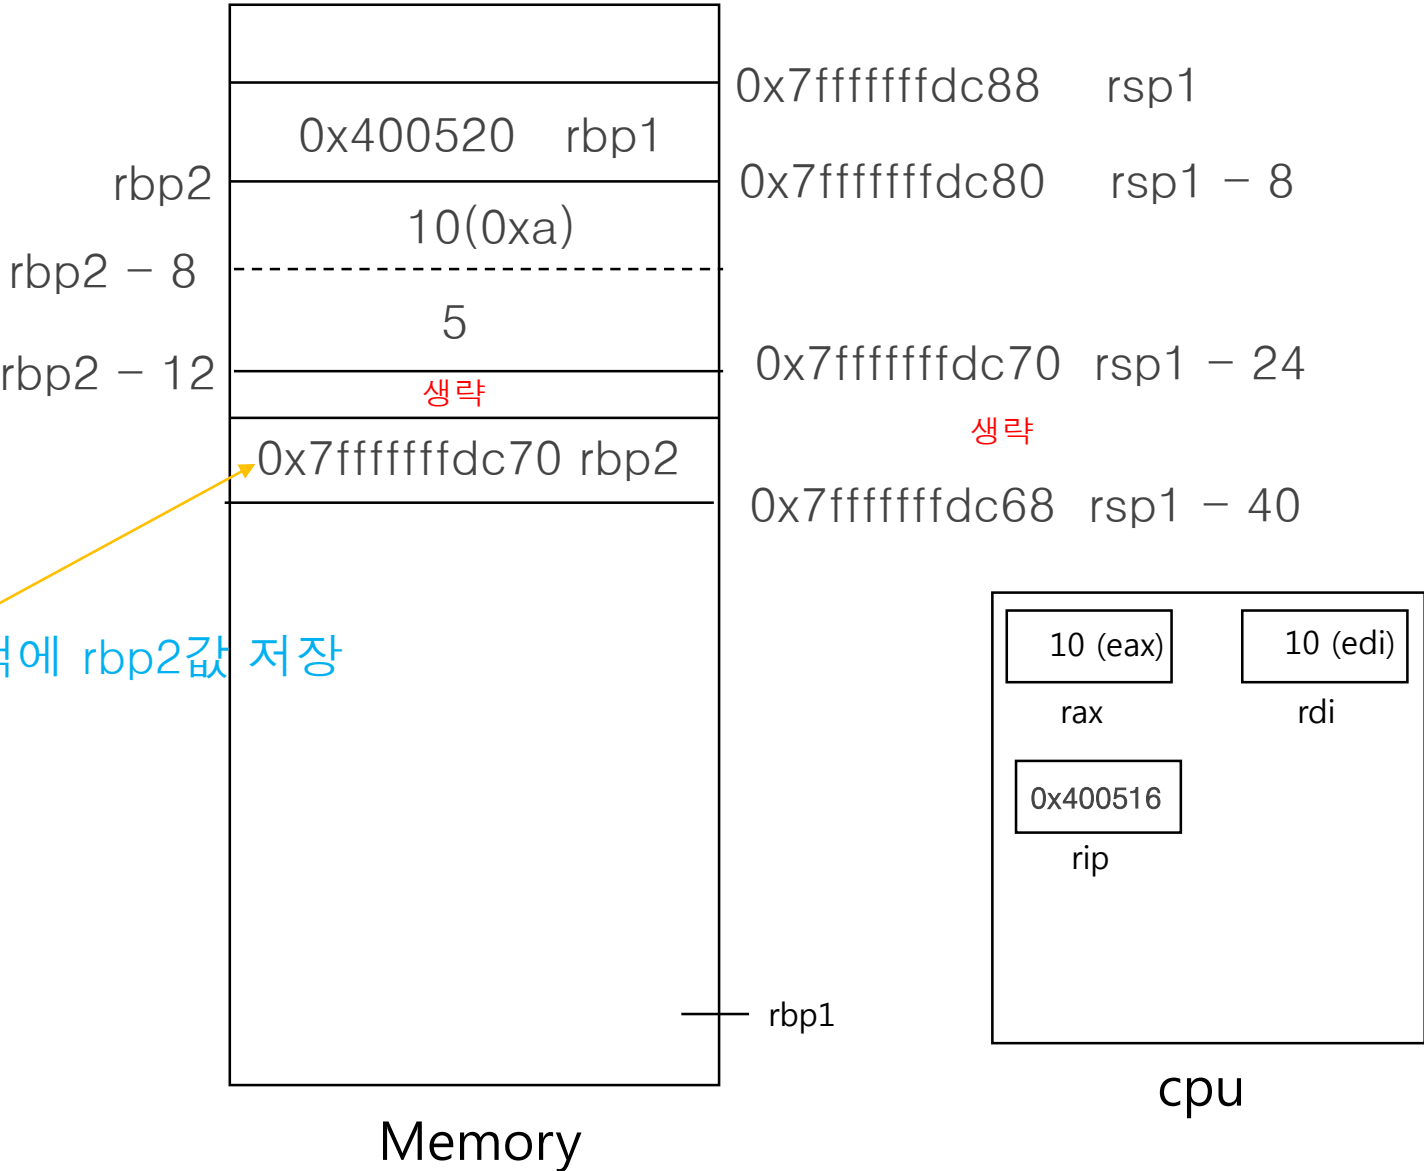 0x7fffffffdc88 rsp1
0x400520 rbp1
rbp2
0x7fffffffdc80 rsp1 – 8
10(0xa)
rbp2 – 8
5
rbp2 – 12
0x7fffffffdc70 rsp1 – 24
생략
생략
0x7fffffffdc70 rbp2
0x7fffffffdc68 rsp1 – 40
에 rbp2값 저장
10 (eax)
10 (edi)
rax
rdi
0x400516
rip
rbp1
cpu
Memory